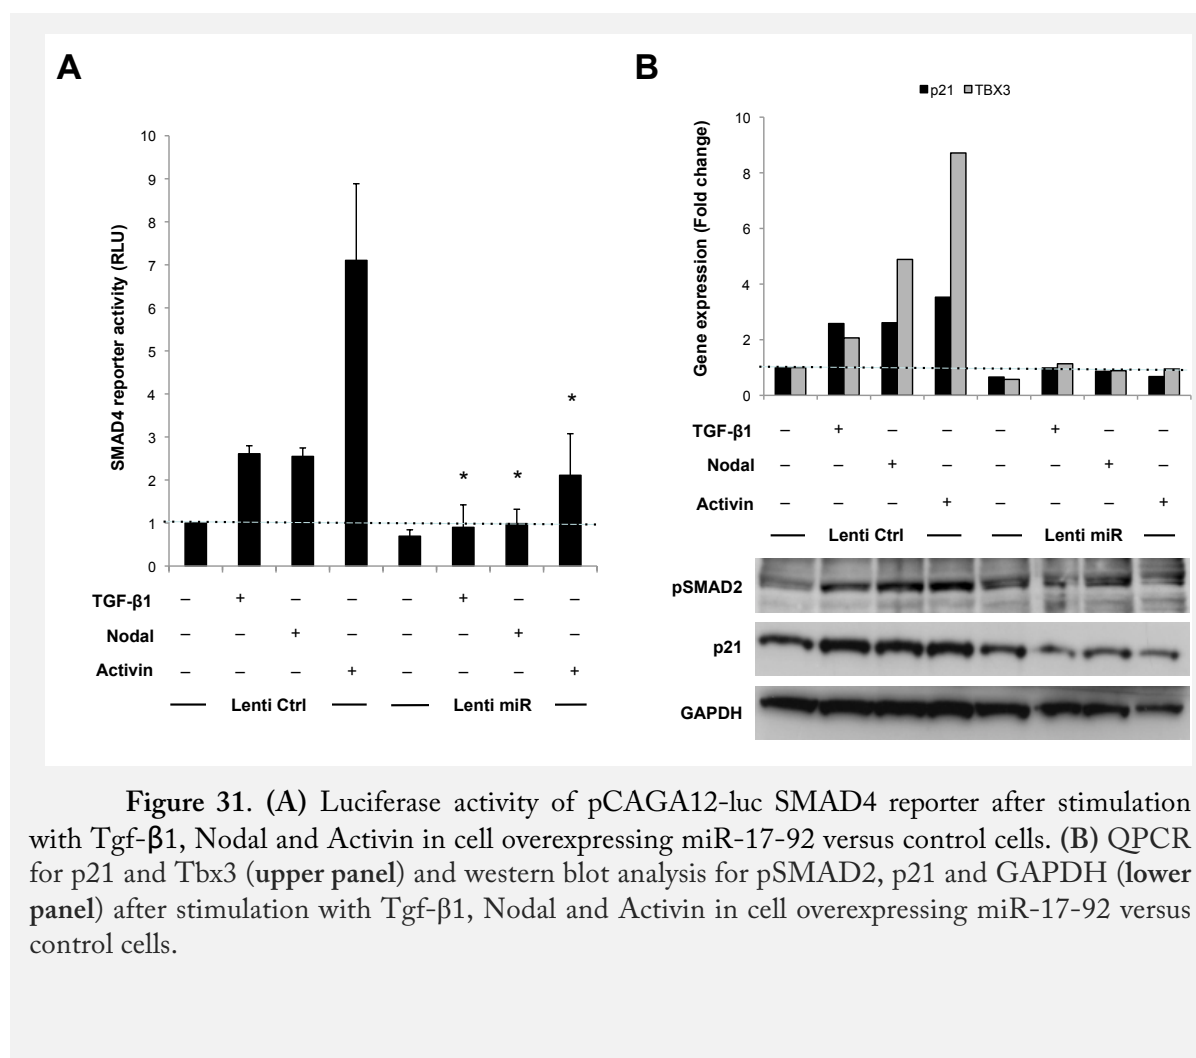 A
10
9
8
7
6
5
4
3
2
1
0
SMAD4 reporter activity (RLU)
* * *
TGF-β1 – + – – – + – –
Nodal – – + – – – + –
Activin – – – + – – – +
Lenti Ctrl Lenti miR
B
p21 TBX3
10
8
6
4
2
0
Gene expression (Fold change)
TGF-β1 – + – – – + – –
Nodal – – + – – – + –
Activin – – – + – – – +
Lenti Ctrl Lenti miR
pSMAD2
p21
GAPDH
Figure 31. (A) Luciferase activity of pCAGA12-luc SMAD4 reporter after stimulation
with Tgf-β1, Nodal and Activin in cell overexpressing miR-17-92 versus control cells. (B) QPCR
for p21 and Tbx3 (upper panel) and western blot analysis for pSMAD2, p21 and GAPDH (lower
panel) after stimulation with Tgf-β1, Nodal and Activin in cell overexpressing miR-17-92 versus
control cells.